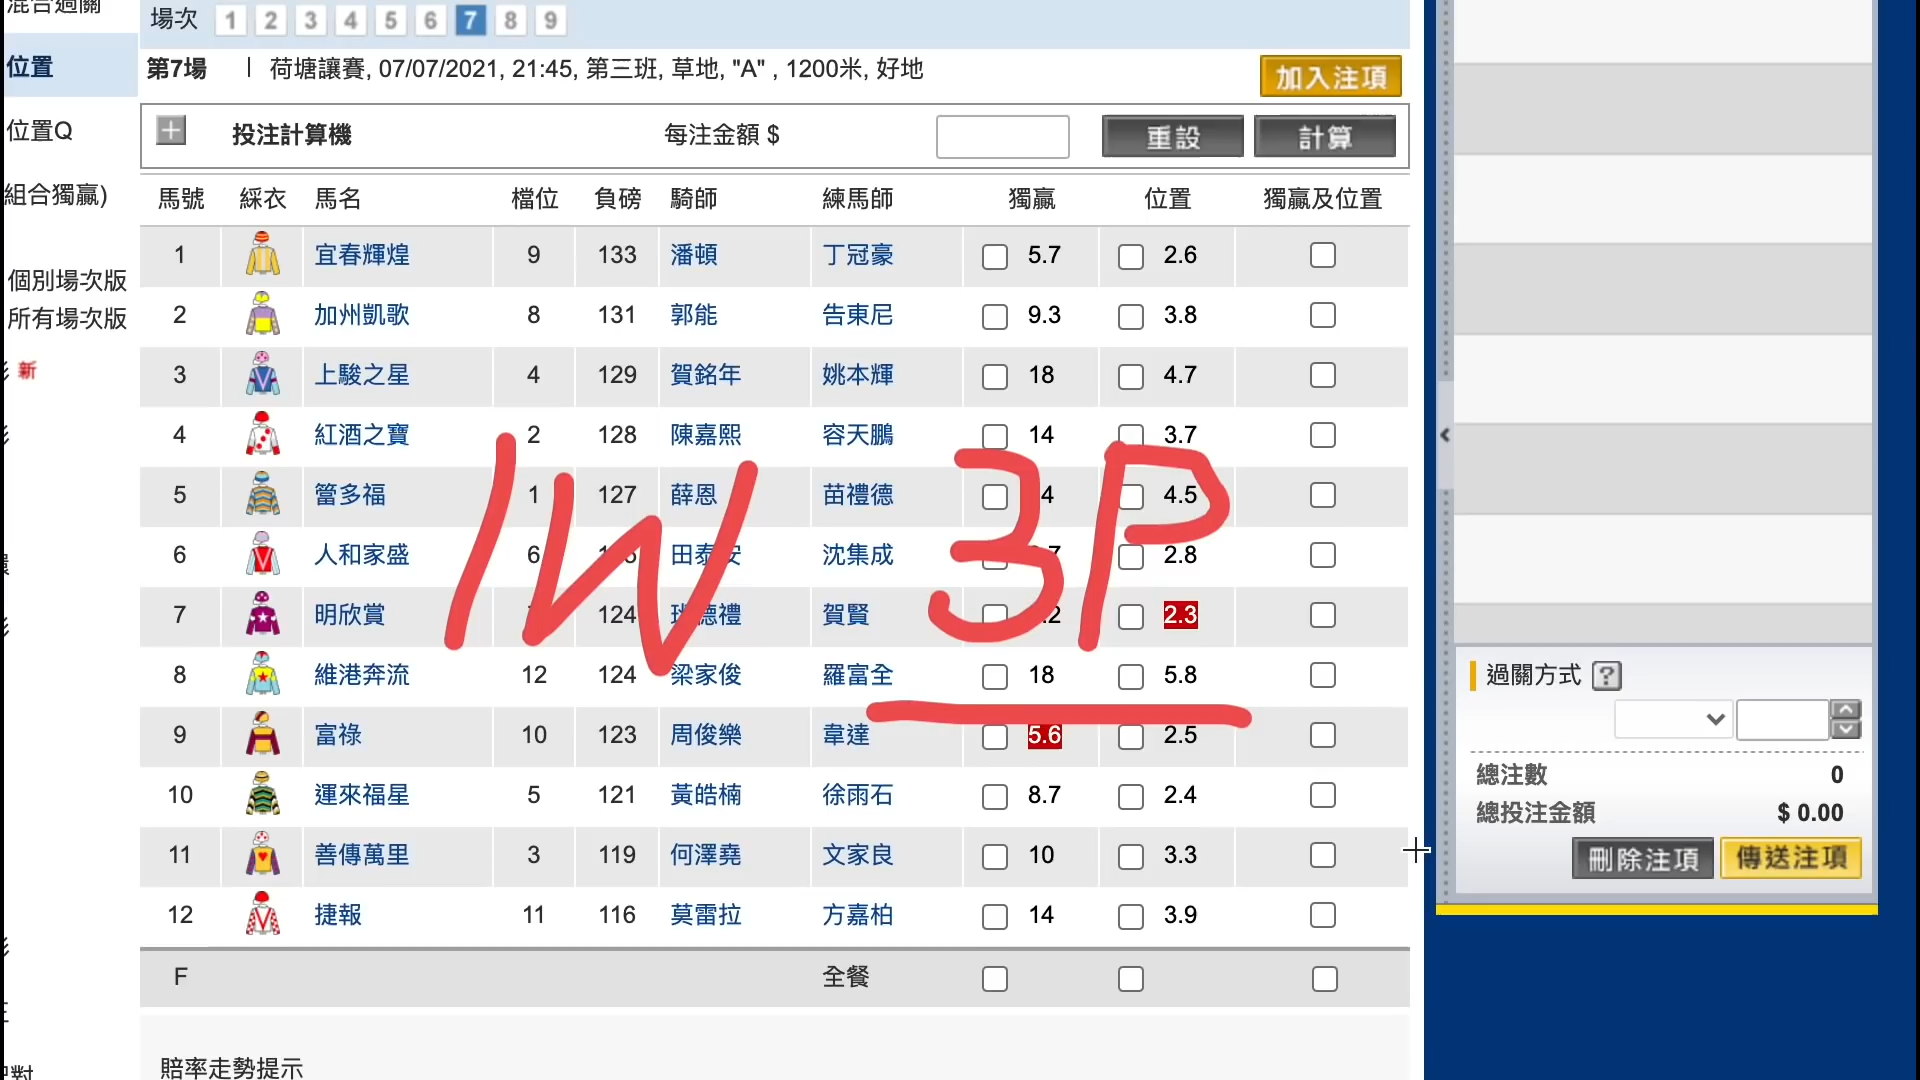 場次 1 2 3 4 5 6 7 8 9
位置
位置Q
組合獨贏)
個別場次版
所有場次版
新
第7場 | 荷塘讓賽, 07/07/2021, 21:45, 第三班, 草地, "A" , 1200米, 好地
加入注項
投注計算機 每注金額 $ 重設 計算
馬號 綵衣 馬名 檔位 負磅 騎師 練馬師 獨贏 位置 獨贏及位置
1 宜春輝煌 9 133 潘頓 丁冠豪 5.7 2.6
2 加州凱歌 8 131 郭能 告東尼 9.3 3.8
3 上駿之星 4 129 賀銘年 姚本輝 18 4.7
4 紅酒之寶 2 128 陳嘉熙 容天鵬 14 3.7
5 簹多福 1 127 薛恩 苗禮德 4 4.5
6 人和家盛 6 田泰安 沈集成 2.8
7 明欣賞 124 班德禮 賀賢 2.3
8 維港奔流 12 124 梁家俊 羅富全 18 5.8
9 富祿 10 123 周俊樂 韋達 5.6 2.5
10 運來福星 5 121 黃皓楠 徐雨石 8.7 2.4
11 善傳萬里 3 119 何澤堯 文家良 10 3.3
12 捷報 11 116 莫雷拉 方嘉柏 14 3.9
F 全餐
賠率走勢提示
1W 3P
過關方式 ?
總注數 0
總投注金額 $ 0.00
刪除注項 傳送注項